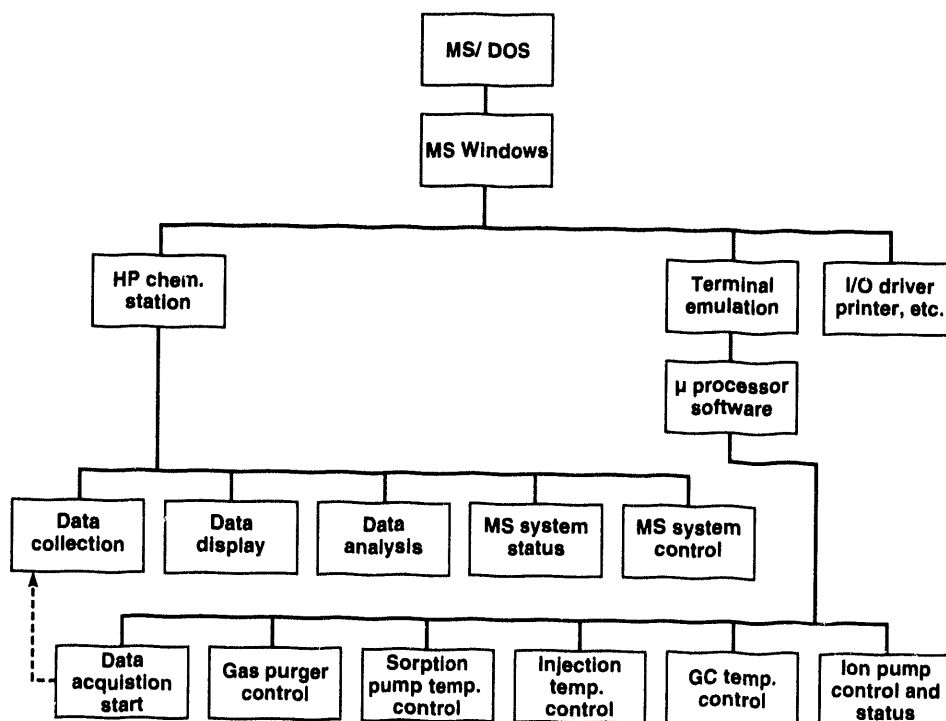 MS/ DOS
MS Windows
HP chem.
station
Terminal
emulation
I/O driver
printer, etc.
µ processor
software
Data
collection
Data
display
Data
analysis
MS system
status
MS system
control
Data
acquistion
start
Gas purger
control
Sorption
pump temp.
control
Injection
temp.
control
GC temp.
control
Ion pump
control and
status